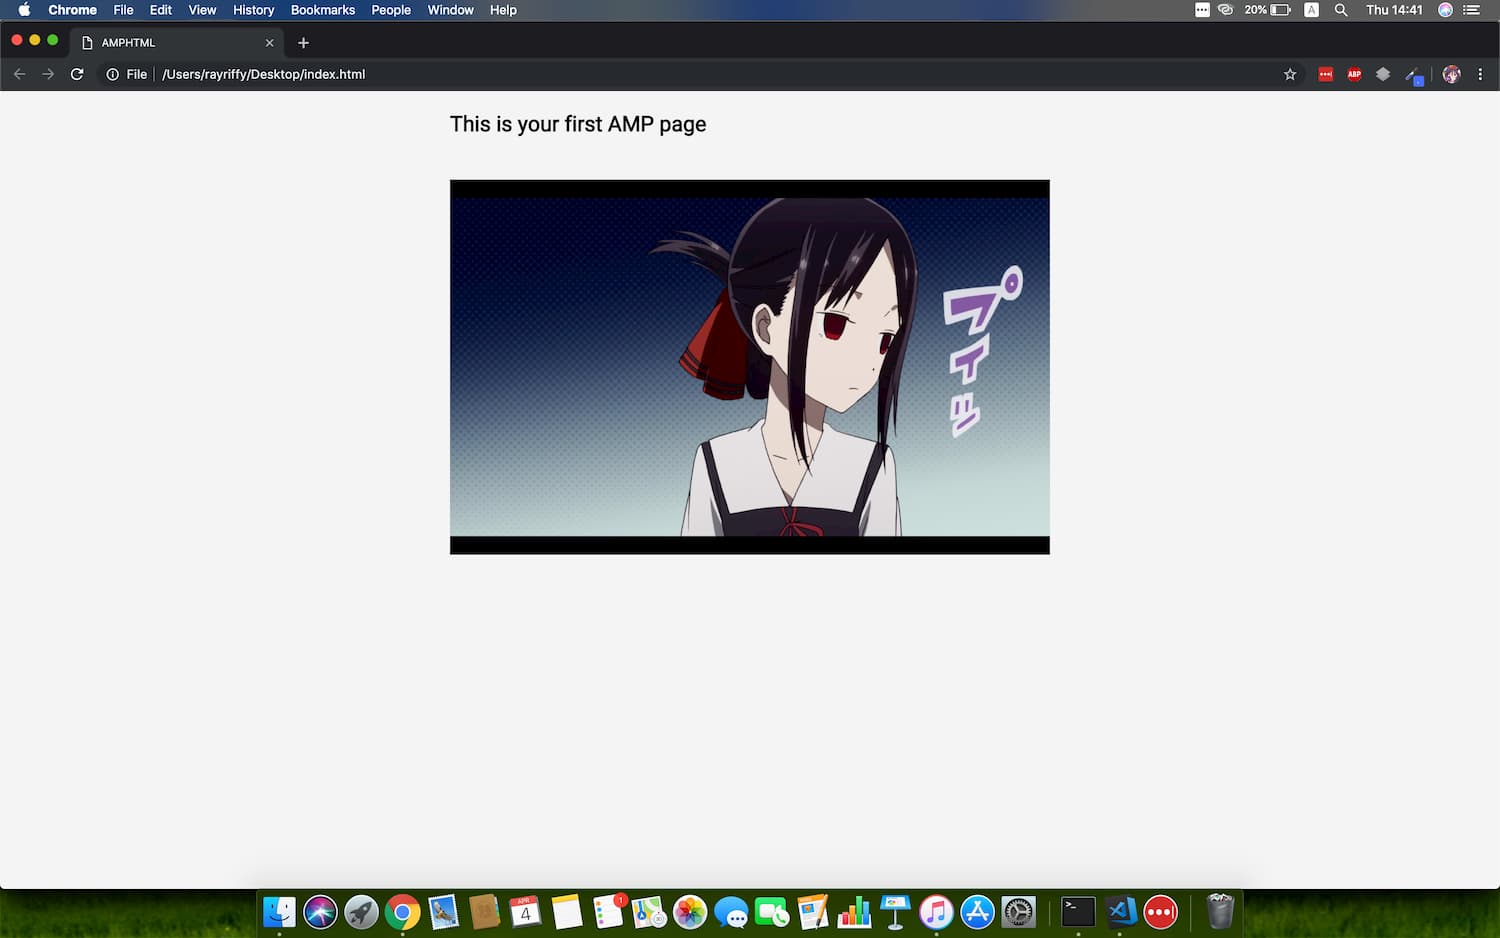 Chrome File Edit View History Bookmarks People Window Help 20% A Thu 14:41
AMPHTML
File /Users/rayriffy/Desktop/index.html ABP
This is your first AMP page
プイッ
1
APR
4